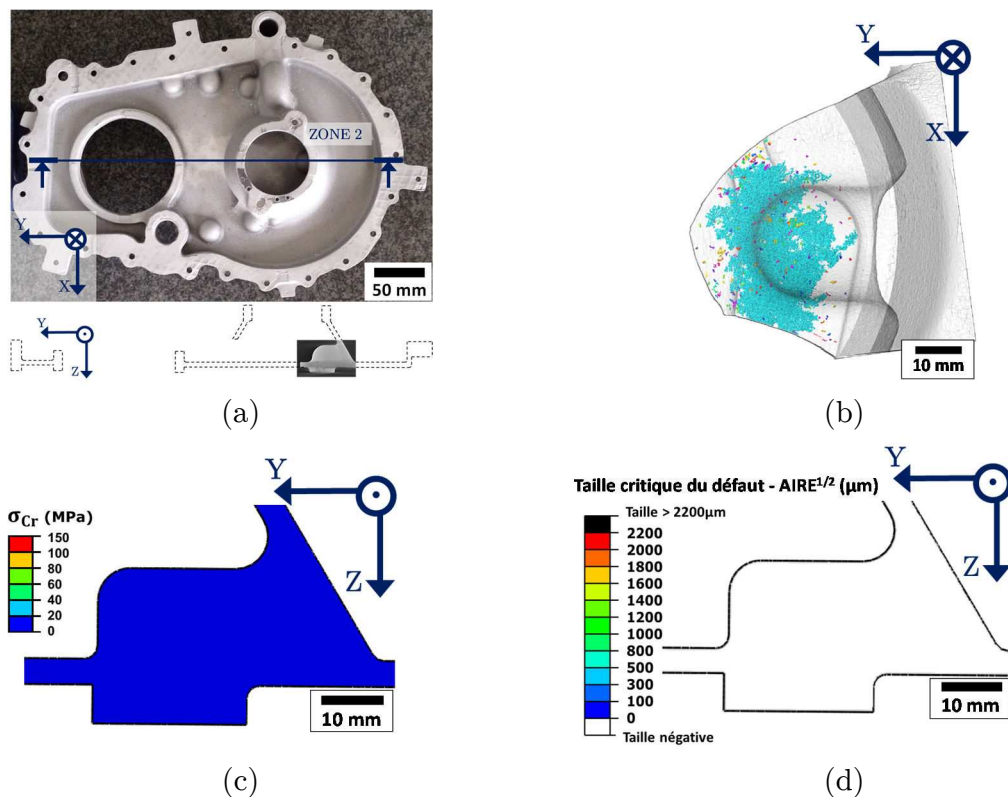 ZONE 2
Y
X
50 mm
Y
Z
(a)
Y
X
10 mm
(b)
Y
Z
σCr (MPa)
150
100
80
60
40
20
0
10 mm
(c)
Y
Z
Taille critique du défaut - AIRE1/2 (μm)
Taille > 2200μm
2200
2000
1800
1600
1400
1200
1000
800
500
300
100
0
Taille négative
10 mm
(d)